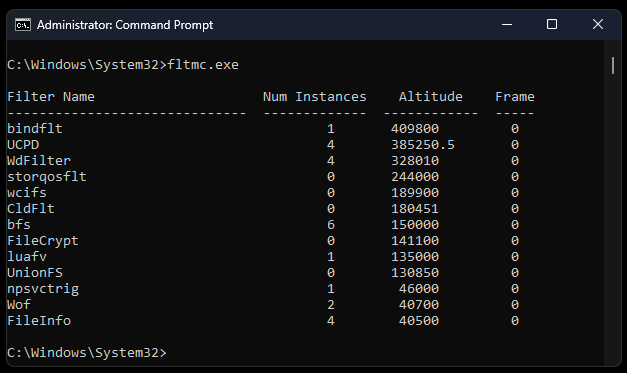 Administrator: Command Prompt
C:\Windows\System32>fltmc.exe
Filter Name                     Num Instances    Altitude    Frame
------------------------------  -------------  ------------  -----
bindflt                                 1       409800         0
UCPD                                    4       385250.5       0
WdFilter                                4       328010         0
storqosflt                              0       244000         0
wcifs                                   0       189900         0
CldFlt                                  0       180451         0
bfs                                     6       150000         0
FileCrypt                               0       141100         0
luafv                                   1       135000         0
UnionFS                                 0       130850         0
npsvctrig                               1        46000         0
Wof                                     2        40700         0
FileInfo                                4        40500         0
C:\Windows\System32>